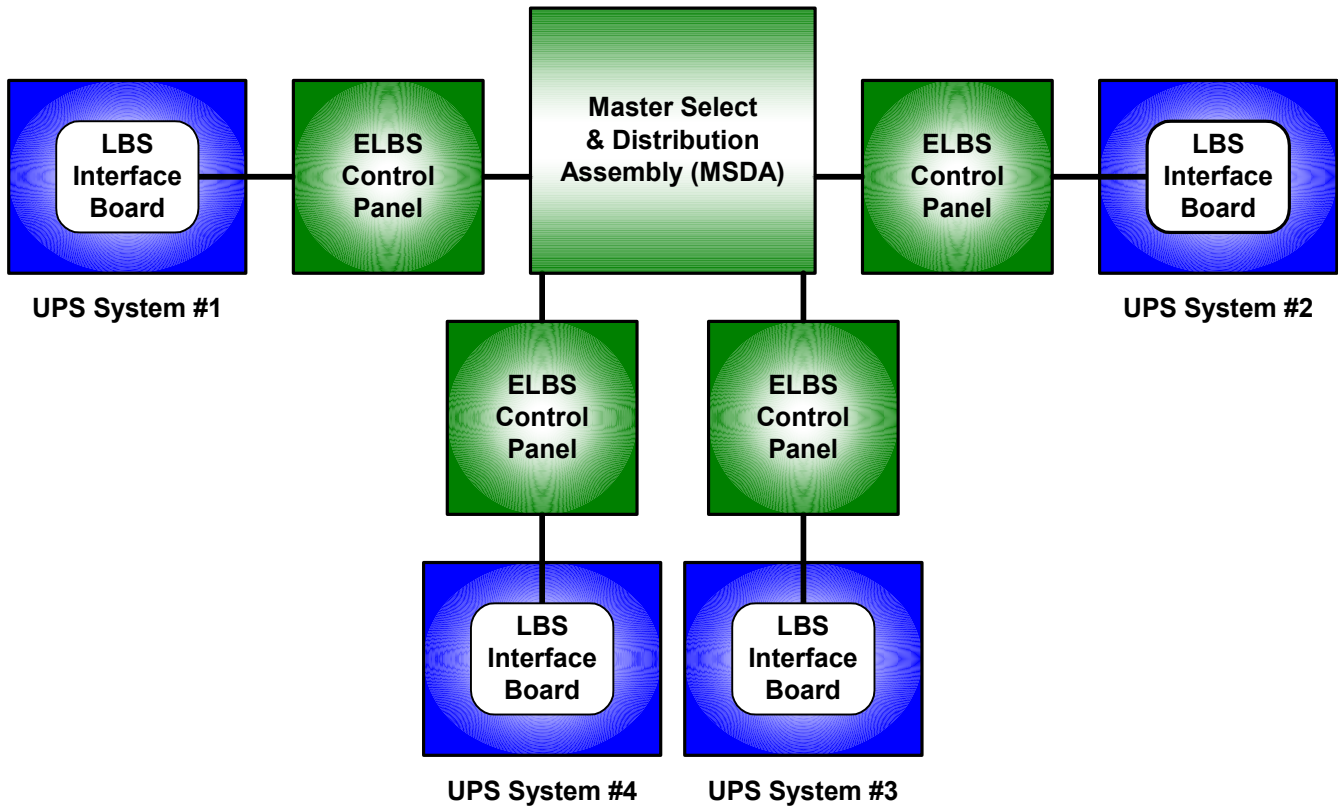 LBS
Interface
Board
ELBS
Control
Panel
Master Select
& Distribution
Assembly (MSDA)
ELBS
Control
Panel
LBS
Interface
Board
UPS System #1
UPS System #2
ELBS
Control
Panel
ELBS
Control
Panel
LBS
Interface
Board
LBS
Interface
Board
UPS System #4
UPS System #3